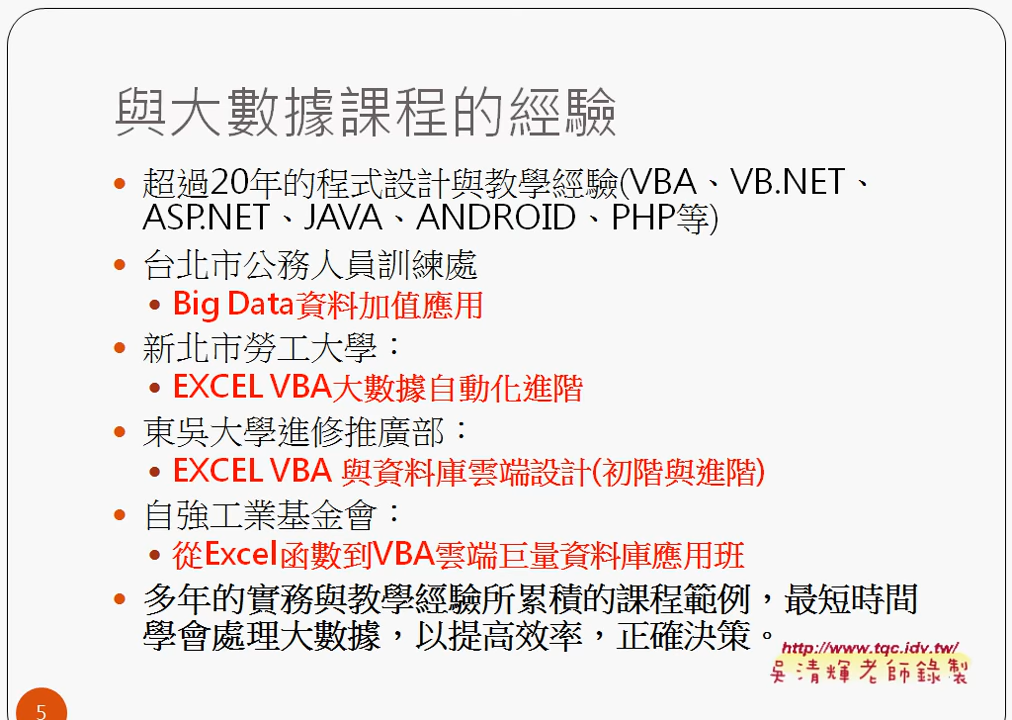 與大數據課程的經驗
超過20年的程式設計與教學經驗(VBA、VB.NET、
ASP.NET、JAVA、ANDROID、PHP等)
台北市公務人員訓練處
Big Data資料加值應用
新北市勞工大學：
EXCEL VBA大數據自動化進階
東吳大學進修推廣部：
EXCEL VBA 與資料庫雲端設計(初階與進階)
自強工業基金會：
從Excel函數到VBA雲端巨量資料庫應用班
多年的實務與教學經驗所累積的課程範例，最短時間
學會處理大數據，以提高效率，正確決策。
http://www.tqc.idv.tw/
吳清輝老師錄製
5